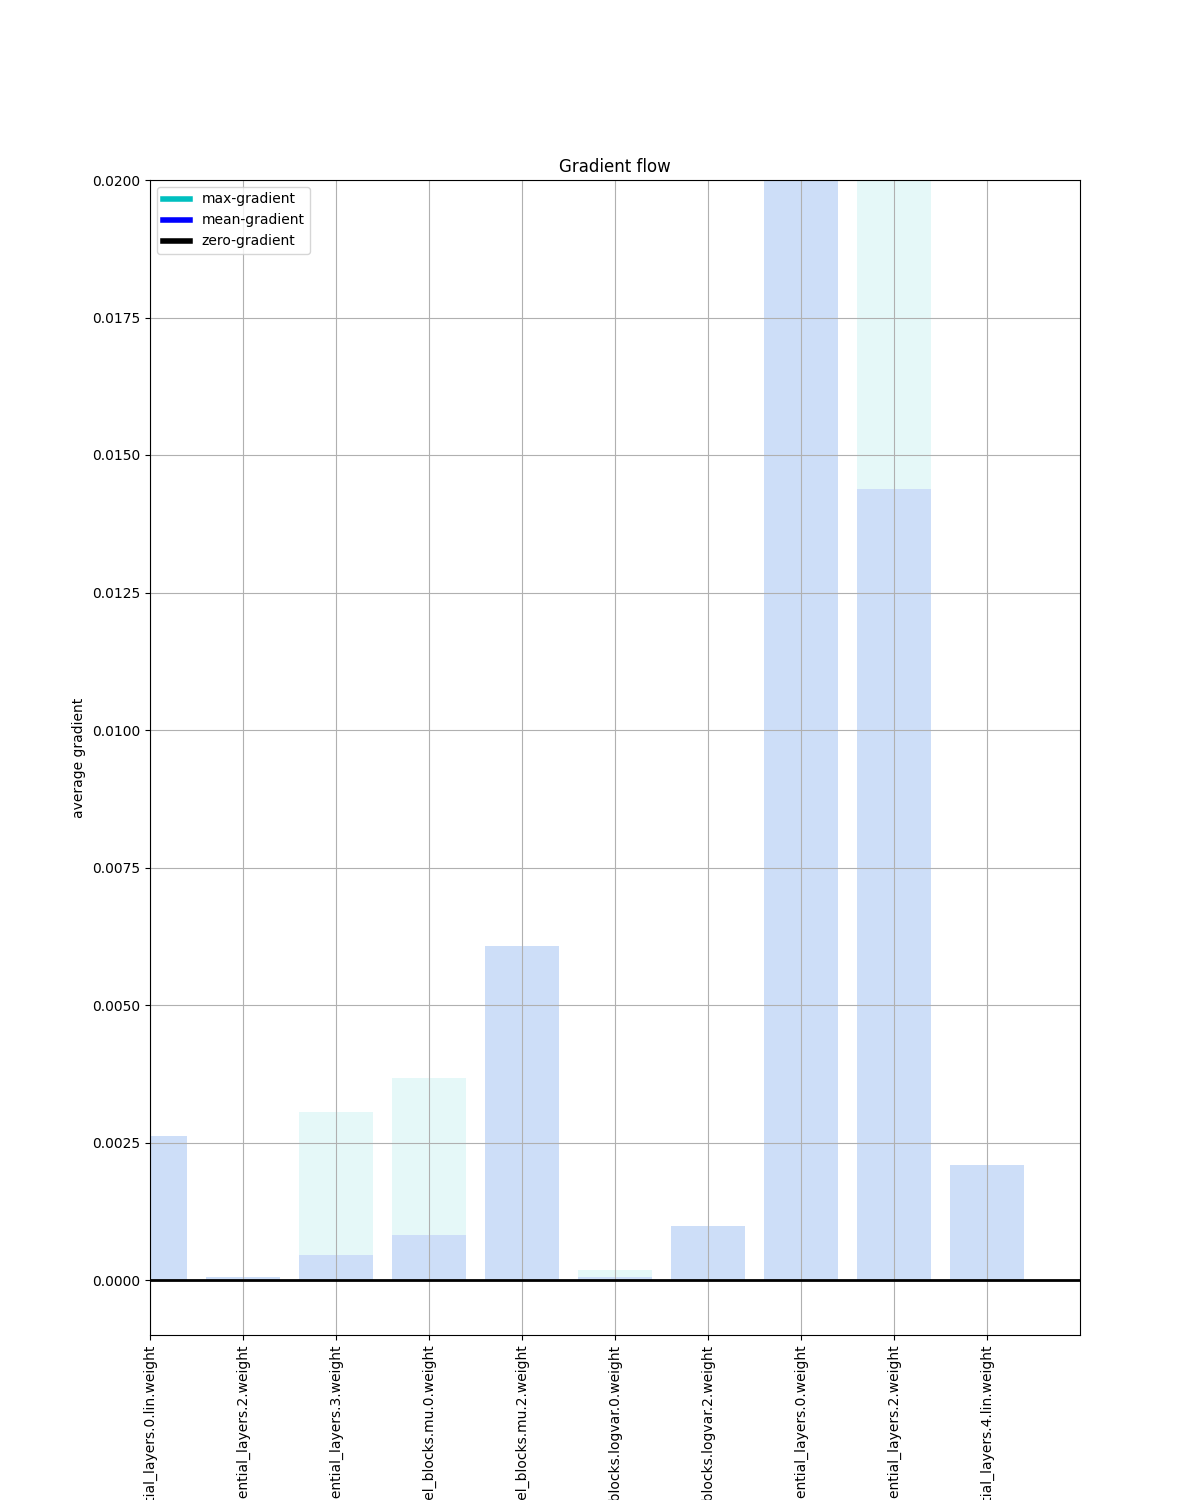 Gradient flow
max-gradient
mean-gradient
zero-gradient
0.0200
0.0175
0.0150
0.0125
0.0100
0.0075
0.0050
0.0025
0.0000
average gradient
tial_layers.0.lin.weight
ential_layers.2.weight
ential_layers.3.weight
el_blocks.mu.0.weight
el_blocks.mu.2.weight
blocks.logvar.0.weight
blocks.logvar.2.weight
ential_layers.0.weight
ential_layers.2.weight
tial_layers.4.lin.weight